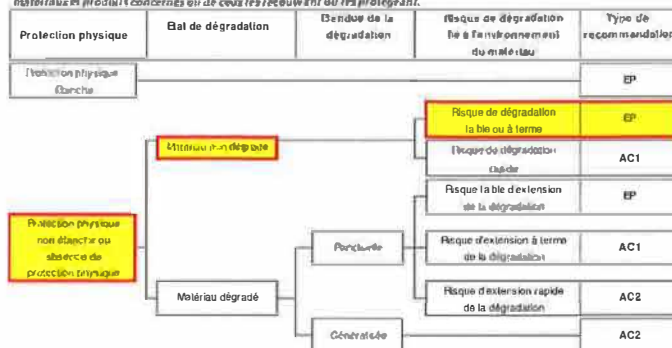 matériaux et produits concernés ou de ceux les recouvrant ou les protégeant.
Protection physique
Etat de dégradation
Etendue de la
dégradation
Risque de dégradation
lié à l'environnement
du matériau
Type de
recommandation
Protection physique
étanche
EP
Risque de dégradation
EP
la ble ou à terme
Matériau non dégradé
Risque de dégradation
rapide
AC1
Risque la ble d'extension
de la dégradation
EP
Protection physique
non étanche ou
absence de
protection physique
Ponctuelle
Risque d'extension à terme
de la dégradation
AC1
Matériau dégradé
Risque d'extension rapide
de la dégradation
AC2
Généralisée
AC2